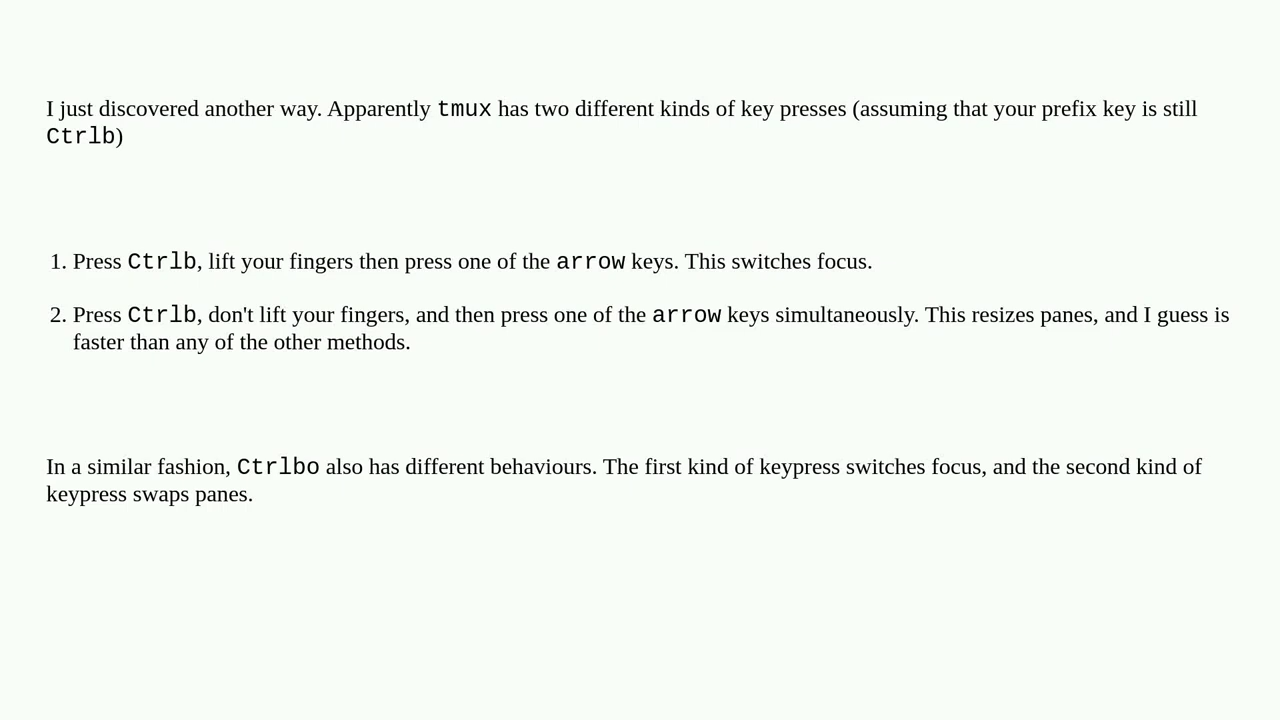 I just discovered another way. Apparently tmux has two different kinds of key presses (assuming that your prefix key is still
Ctrlb)
1. Press Ctrlb, lift your fingers then press one of the arrow keys. This switches focus.
2. Press Ctrlb, don't lift your fingers, and then press one of the arrow keys simultaneously. This resizes panes, and I guess is
faster than any of the other methods.
In a similar fashion, Ctrlbo also has different behaviours. The first kind of keypress switches focus, and the second kind of
keypress swaps panes.